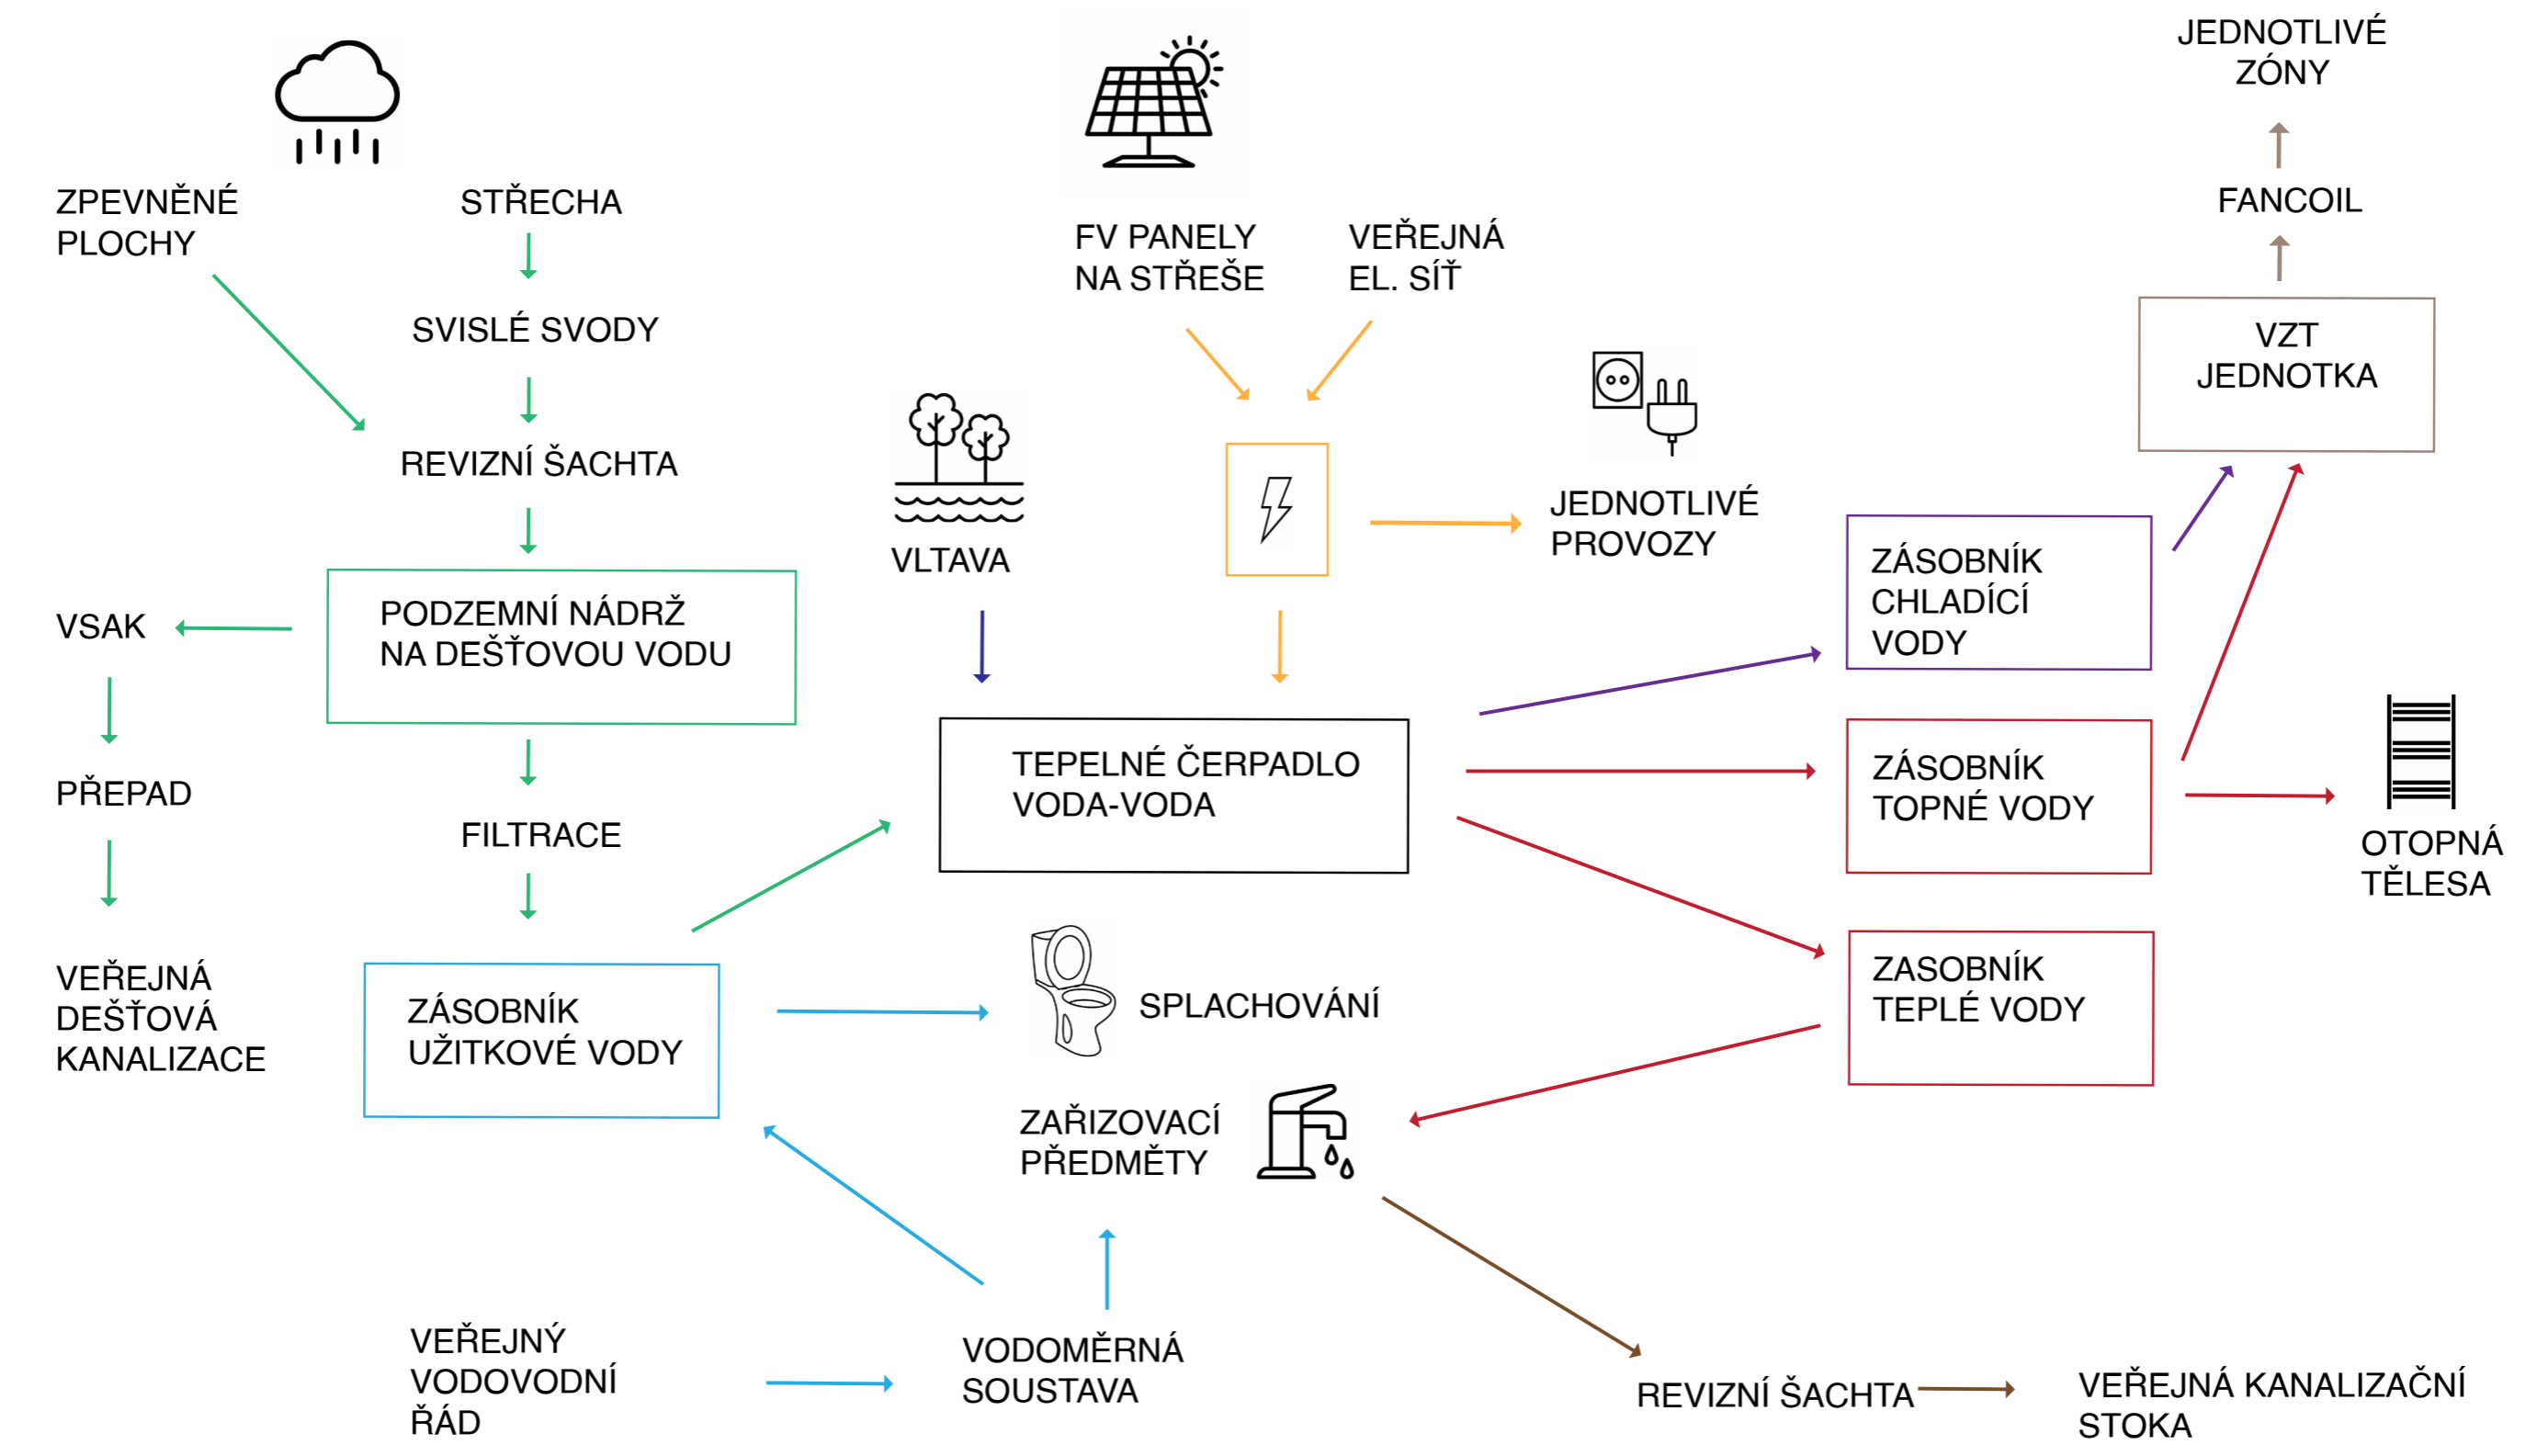 JEDNOTLIVÉ
ZÓNY
FANCOIL
ZPEVNĚNÉ
PLOCHY
STŘECHA
FV PANELY
NA STŘEŠE
VEŘEJNÁ
EL. SÍŤ
SVISLÉ SVODY
VZT
JEDNOTKA
REVIZNÍ ŠACHTA
VLTAVA
JEDNOTLIVÉ
PROVOZY
ZÁSOBNÍK
CHLADÍCÍ
VODY
VSAK
PODZEMNÍ NÁDRŽ
NA DEŠŤOVOU VODU
PŘEPAD
FILTRACE
TEPELNÉ ČERPADLO
VODA-VODA
ZÁSOBNÍK
TOPNÉ VODY
OTOPNÁ
TĚLESA
VEŘEJNÁ
DEŠŤOVÁ
KANALIZACE
ZÁSOBNÍK
UŽITKOVÉ VODY
SPLACHOVÁNÍ
ZASOBNÍK
TEPLÉ VODY
ZAŘIZOVACÍ
PŘEDMĚTY
VEŘEJNÝ
VODOVODNÍ
ŘÁD
VODOMĚRNÁ
SOUSTAVA
REVIZNÍ ŠACHTA
VEŘEJNÁ KANALIZAČNÍ
STOKA